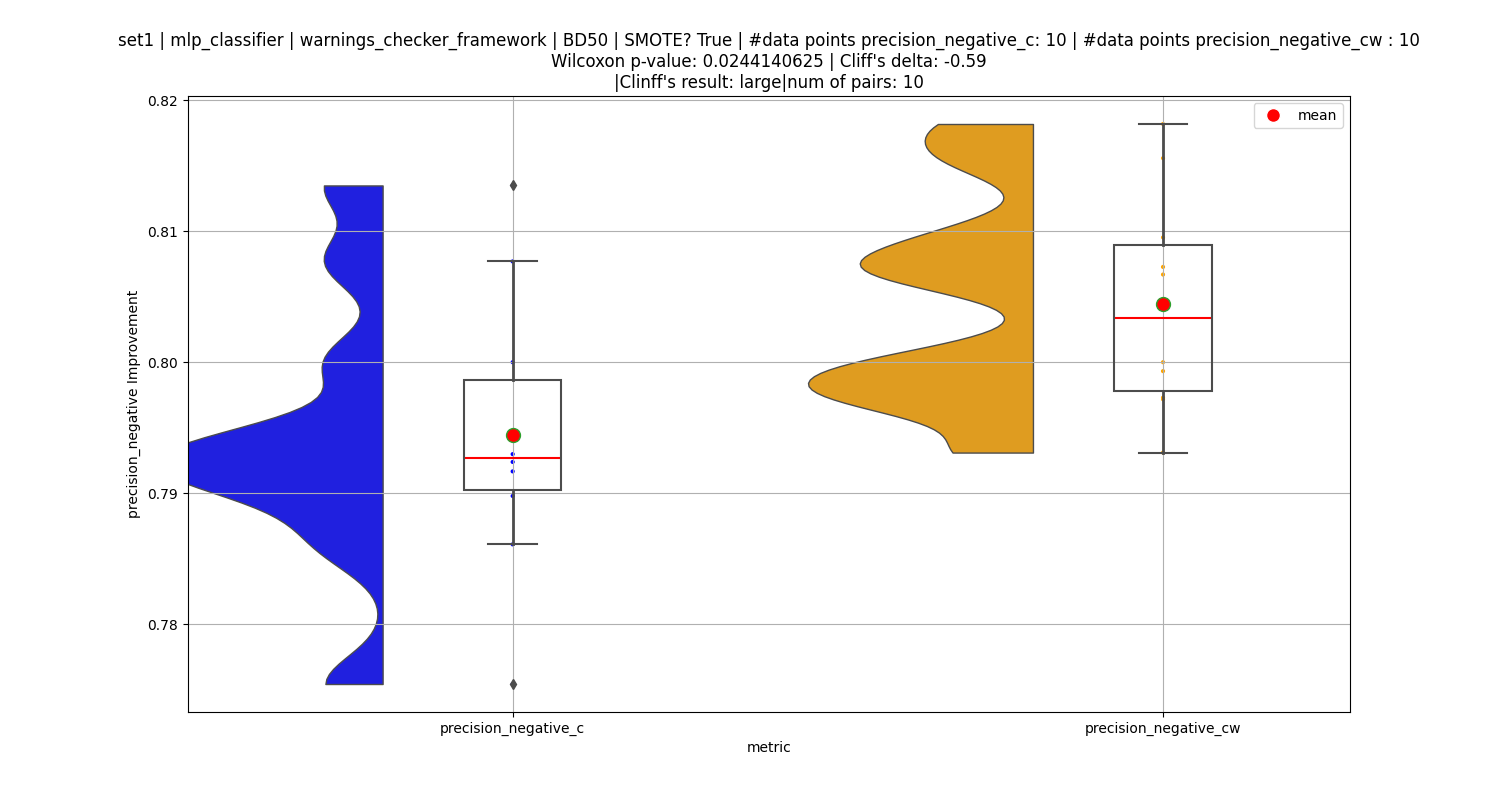 set1 | mlp_classifier | warnings_checker_framework | BD50 | SMOTE? True | #data points precision_negative_c: 10 | #data points precision_negative_cw : 10
Wilcoxon p-value: 0.0244140625 | Cliff's delta: -0.59
|Clinff's result: large|num of pairs: 10
mean
0.82
0.81
0.80
0.79
0.78
precision_negative Improvement
precision_negative_c
precision_negative_cw
metric